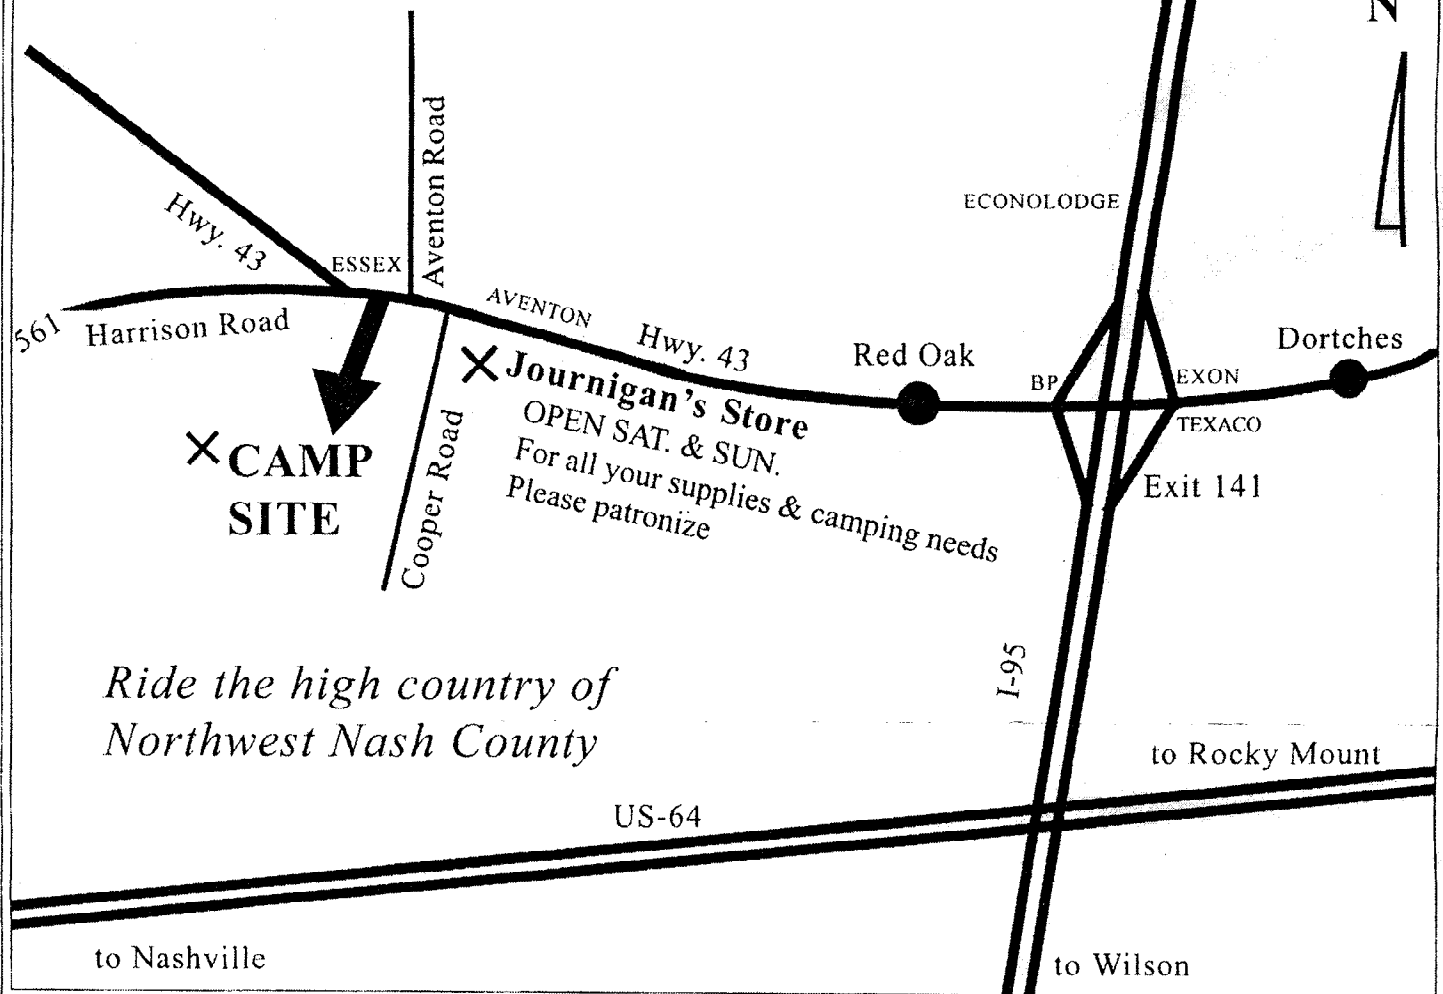 N
Aventon Road
ECONOLODGE
Hwy. 43
ESSEX
AVENTON
561
Harrison Road
Hwy. 43
Red Oak
Dortches
BP
EXON
TEXACO
Exit 141
Journigan's Store
OPEN SAT. & SUN.
For all your supplies & camping needs
Please patronize
CAMP
SITE
Cooper Road
I-95
Ride the high country of
Northwest Nash County
to Rocky Mount
US-64
to Nashville
to Wilson